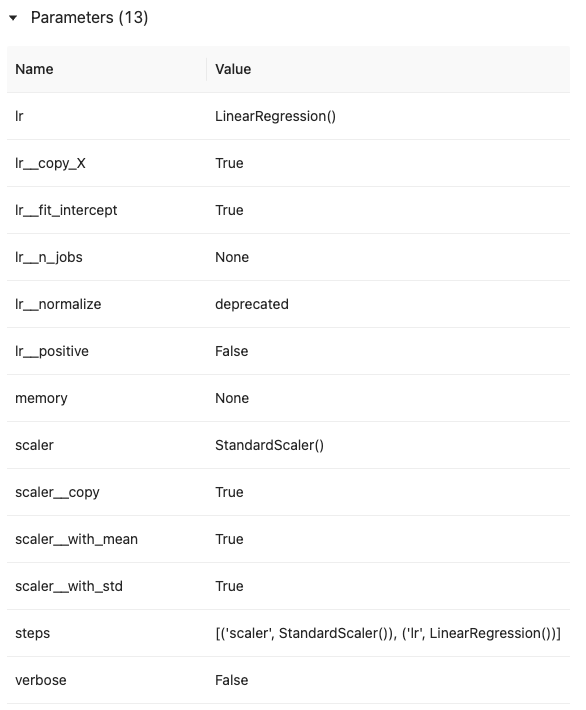 Parameters (13)
Name Value
lr LinearRegression()
lr__copy_X True
lr__fit_intercept True
lr__n_jobs None
lr__normalize deprecated
lr__positive False
memory None
scaler StandardScaler()
scaler__copy True
scaler__with_mean True
scaler__with_std True
steps [('scaler', StandardScaler()), ('lr', LinearRegression())]
verbose False